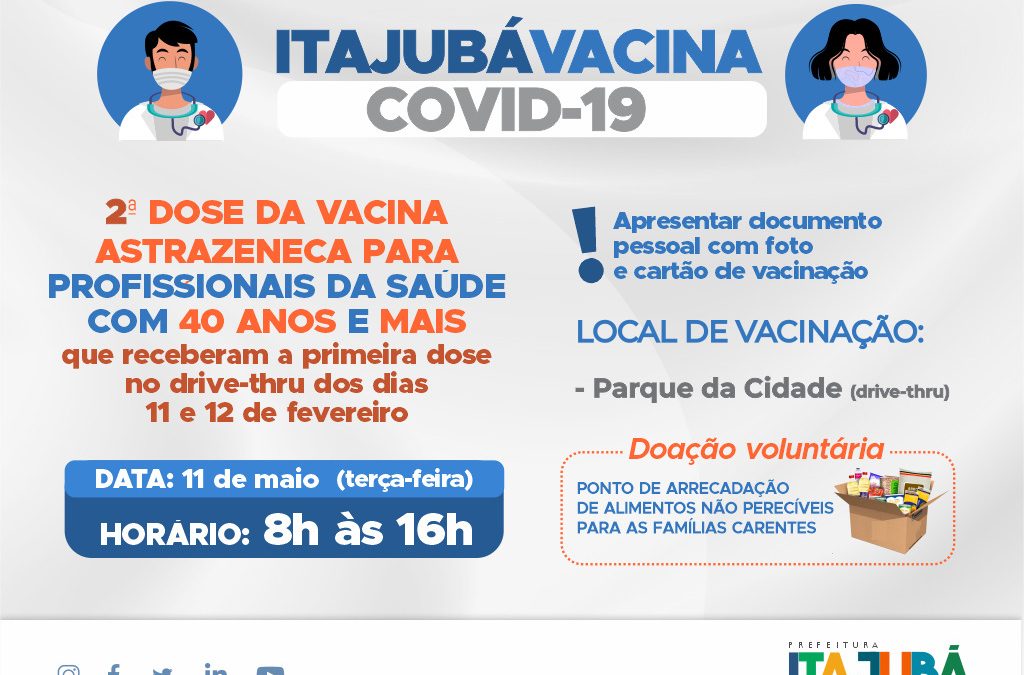 ITAJUBÁVACINA
COVID-19
2ª DOSE DA VACINA
ASTRAZENECA PARA
PROFISSIONAIS DA SAÚDE
COM 40 ANOS E MAIS
que receberam a primeira dose
no drive-thru dos dias
11 e 12 de fevereiro
DATA: 11 de maio (terça-feira)
HORÁRIO: 8h às 16h
! Apresentar documento
pessoal com foto
e cartão de vacinação
LOCAL DE VACINAÇÃO:
- Parque da Cidade (drive-thru)
Doação voluntária
PONTO DE ARRECADAÇÃO
DE ALIMENTOS NÃO PERECÍVEIS
PARA AS FAMÍLIAS CARENTES
PREFEITURA
ITAJUBÁ